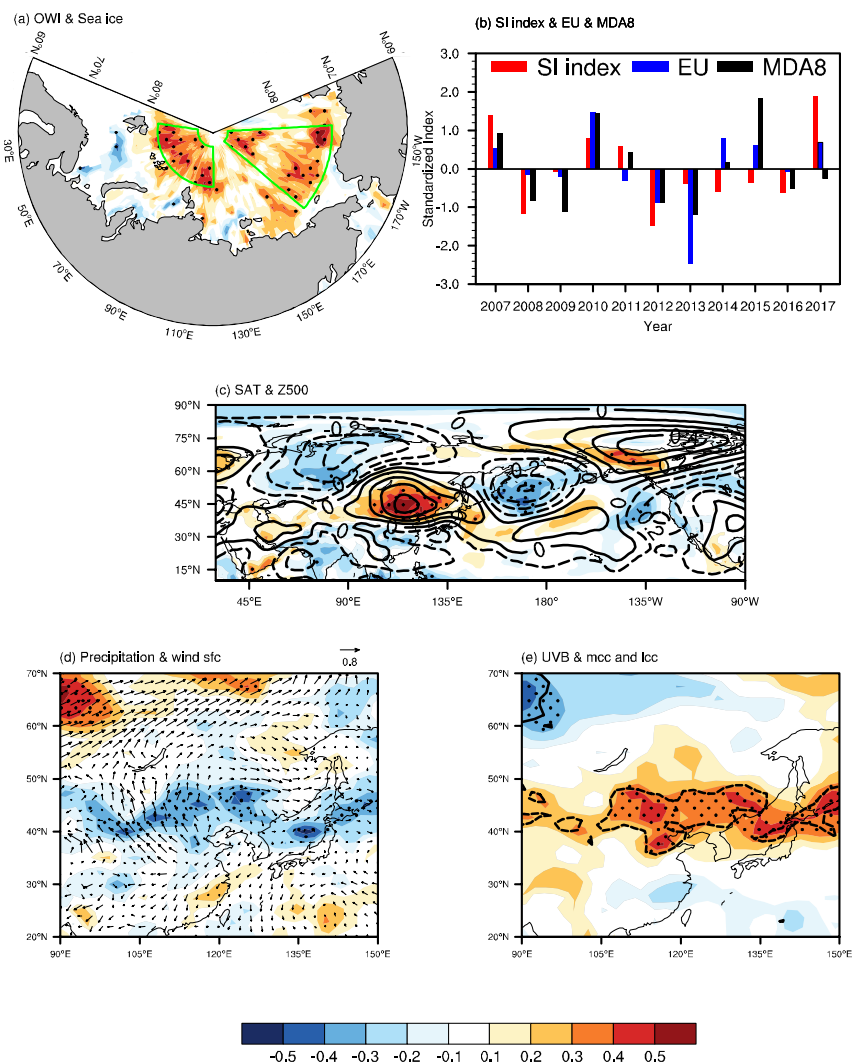 (a) OWI & Sea ice
60°N
70°N
80°N
80°N
70°N
60°N
30°E
50°E
70°E
90°E
110°E
130°E
150°E
170°E
170°W
150°W
(b) SI index & EU & MDA8
SI index EU MDA8
Standardized Index
3.0
2.0
1.0
0.0
-1.0
-2.0
-3.0
2007 2008 2009 2010 2011 2012 2013 2014 2015 2016 2017
Year
(c) SAT & Z500
90°N
75°N
60°N
45°N
30°N
15°N
45°E 90°E 135°E 180° 135°W 90°W
(d) Precipitation & wind sfc
0.8
70°N
60°N
50°N
40°N
30°N
20°N
90°E 105°E 120°E 135°E 150°E
(e) UVB & mcc and lcc
70°N
60°N
50°N
40°N
30°N
20°N
90°E 105°E 120°E 135°E 150°E
-0.5 -0.4 -0.3 -0.2 -0.1 0.1 0.2 0.3 0.4 0.5